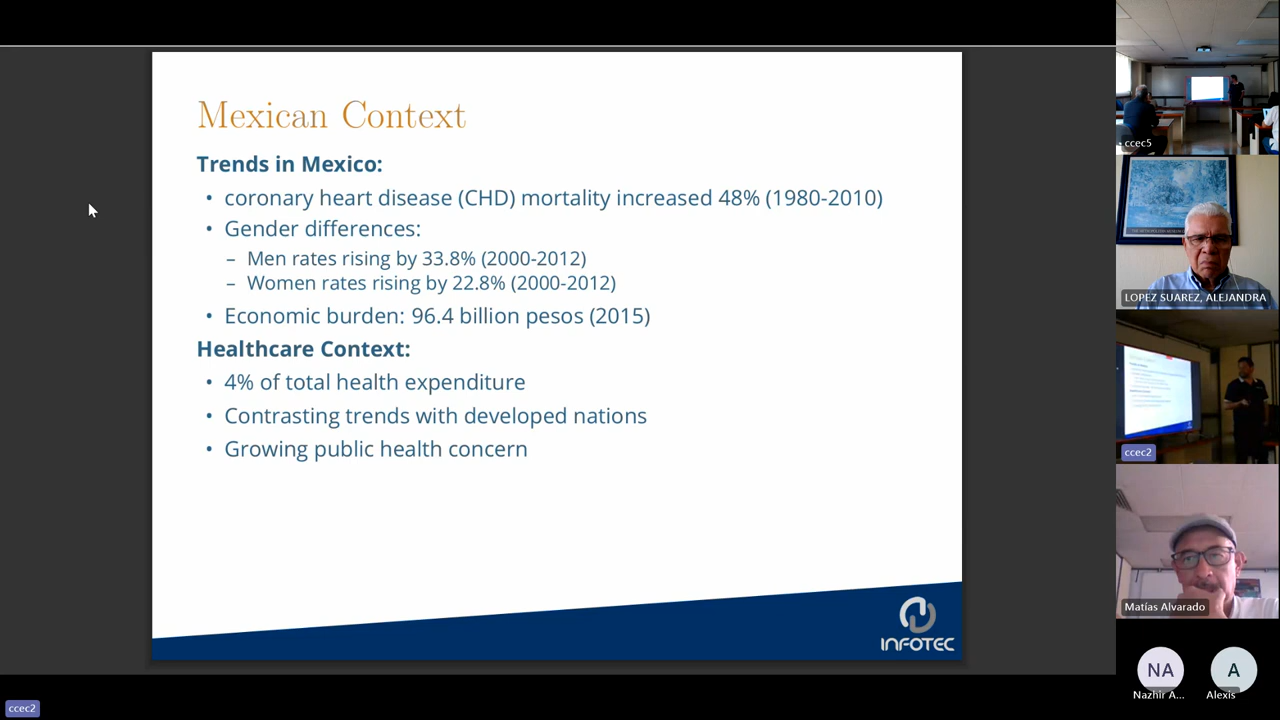 Mexican Context
Trends in Mexico:
• coronary heart disease (CHD) mortality increased 48% (1980-2010)
• Gender differences:
– Men rates rising by 33.8% (2000-2012)
– Women rates rising by 22.8% (2000-2012)
• Economic burden: 96.4 billion pesos (2015)
Healthcare Context:
• 4% of total health expenditure
• Contrasting trends with developed nations
• Growing public health concern
INFOTEC
ccec2
ccec5
LOPEZ SUAREZ, ALEJANDRA
ccec2
Matías Alvarado
NA
Nazhir A...
A
Alexis